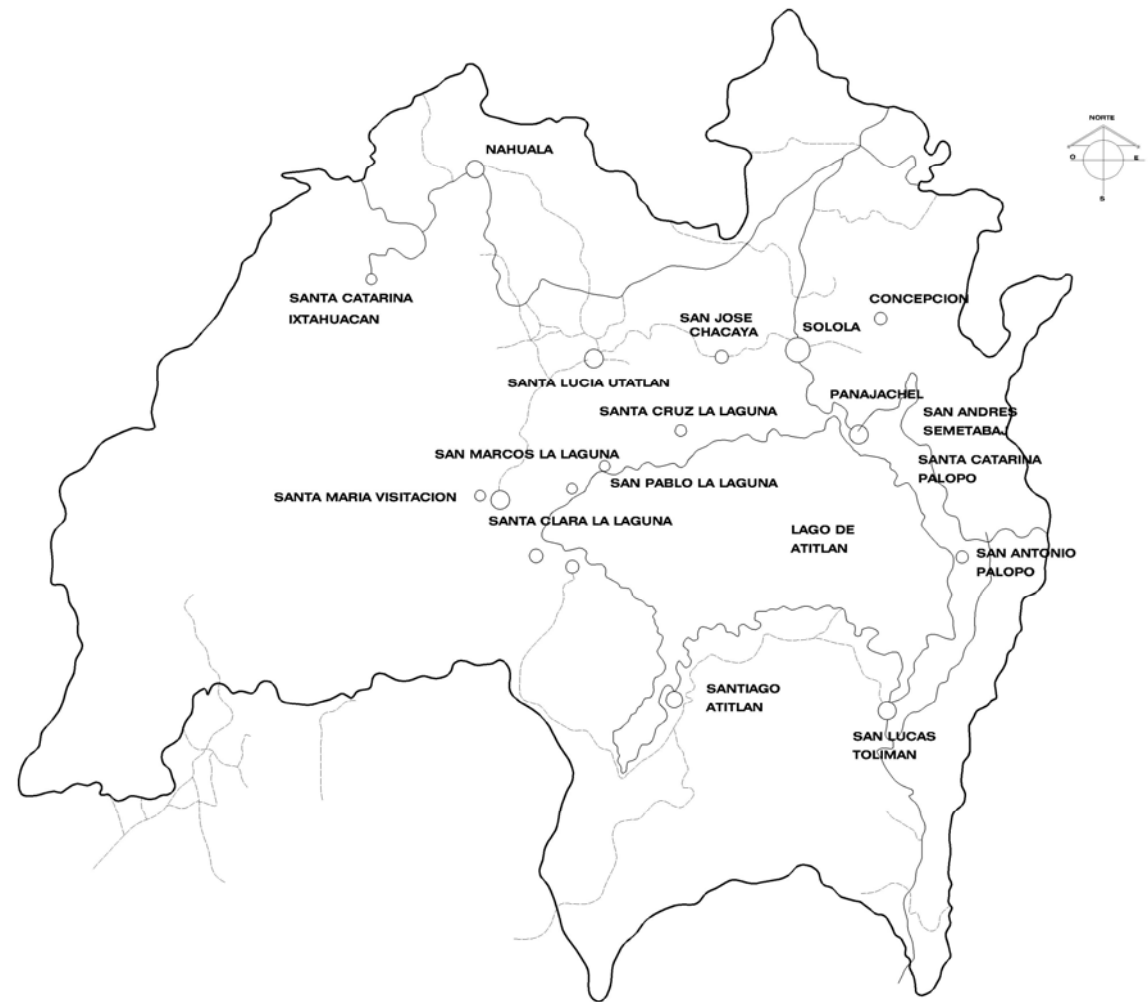 NORTE
O
E
S
NAHUALA
SANTA CATARINA
IXTAHUACAN
CONCEPCION
SAN JOSE
CHACAYA
SOLOLA
SANTA LUCIA UTATLAN
PANAJACHEL
SANTA CRUZ LA LAGUNA
SAN ANDRES
SEMETABAJ
SAN MARCOS LA LAGUNA
SANTA CATARINA
PALOPO
SAN PABLO LA LAGUNA
SANTA MARIA VISITACION
SANTA CLARA LA LAGUNA
LAGO DE
ATITLAN
SAN ANTONIO
PALOPO
SANTIAGO
ATITLAN
SAN LUCAS
TOLIMAN